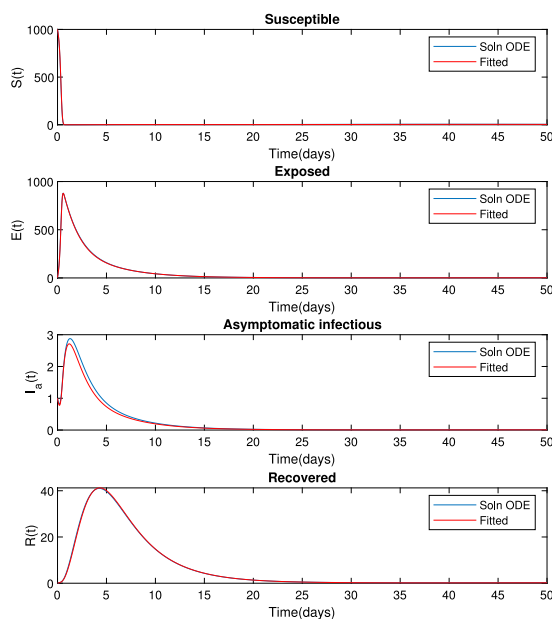 Susceptible
1000
500
0
S(t)
Soln ODE
Fitted
0 5 10 15 20 25 30 35 40 45 50
Time(days)
Exposed
1000
500
0
E(t)
Soln ODE
Fitted
0 5 10 15 20 25 30 35 40 45 50
Time(days)
Asymptomatic infectious
3
2
1
0
I_a(t)
Soln ODE
Fitted
0 5 10 15 20 25 30 35 40 45 50
Time(days)
Recovered
40
20
0
R(t)
Soln ODE
Fitted
0 5 10 15 20 25 30 35 40 45 50
Time(days)